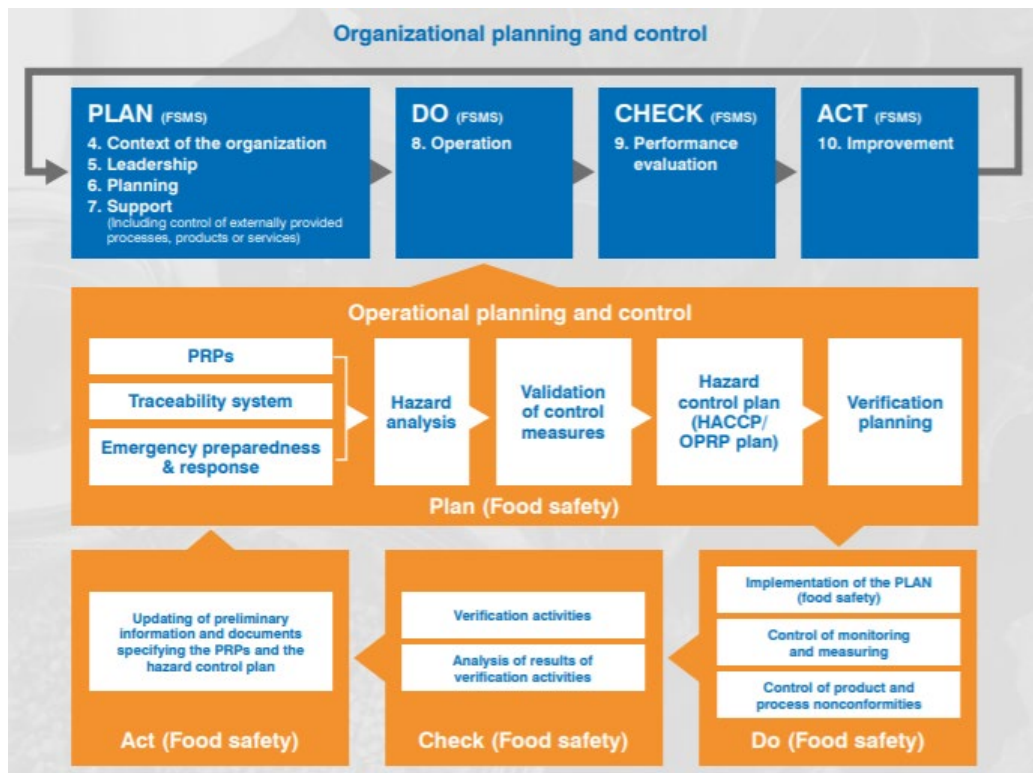 Organizational planning and control
PLAN (FSMS)
4. Context of the organization
5. Leadership
6. Planning
7. Support
(Including control of externally provided
processes, products or services)
DO (FSMS)
8. Operation
CHECK (FSMS)
9. Performance
evaluation
ACT (FSMS)
10. Improvement
Operational planning and control
PRPs
Traceability system
Emergency preparedness
& response
Hazard
analysis
Validation
of control
measures
Hazard
control plan
(HACCP/
OPRP plan)
Verification
planning
Plan (Food safety)
Updating of preliminary
information and documents
specifying the PRPs and the
hazard control plan
Act (Food safety)
Verification activities
Analysis of results of
verification activities
Check (Food safety)
Implementation of the PLAN
(food safety)
Control of monitoring
and measuring
Control of product and
process nonconformities
Do (Food safety)